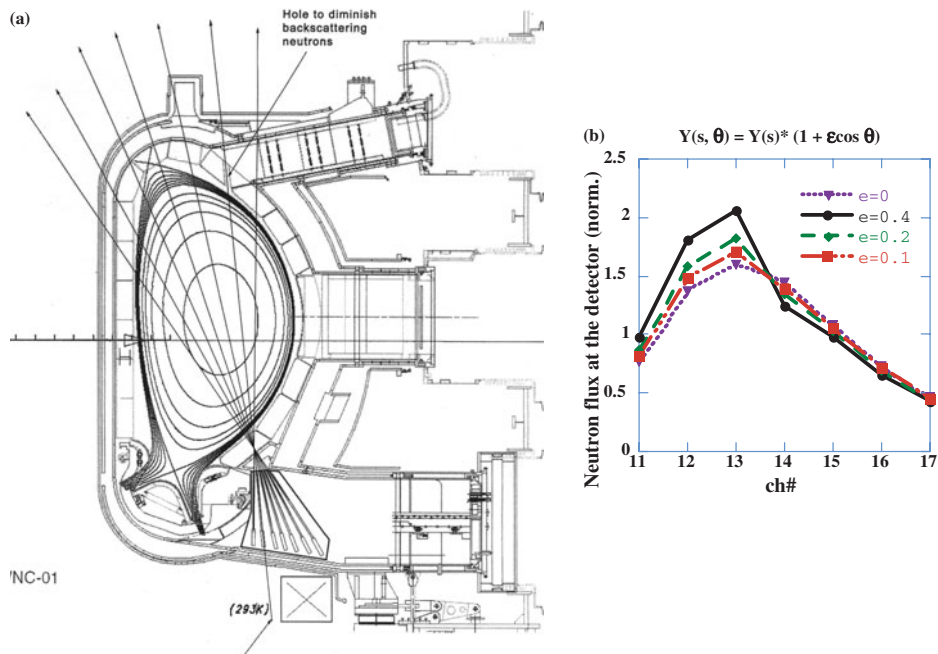 (a)
Hole to diminish
backscattering
neutrons
/NC-01
(293K)
(b)
Y(s, θ) = Y(s)* (1 + εcos θ)
Neutron flux at the detector (norm.)
2.5
2
1.5
1
0.5
0
e=0
e=0.4
e=0.2
e=0.1
11 12 13 14 15 16 17
ch#